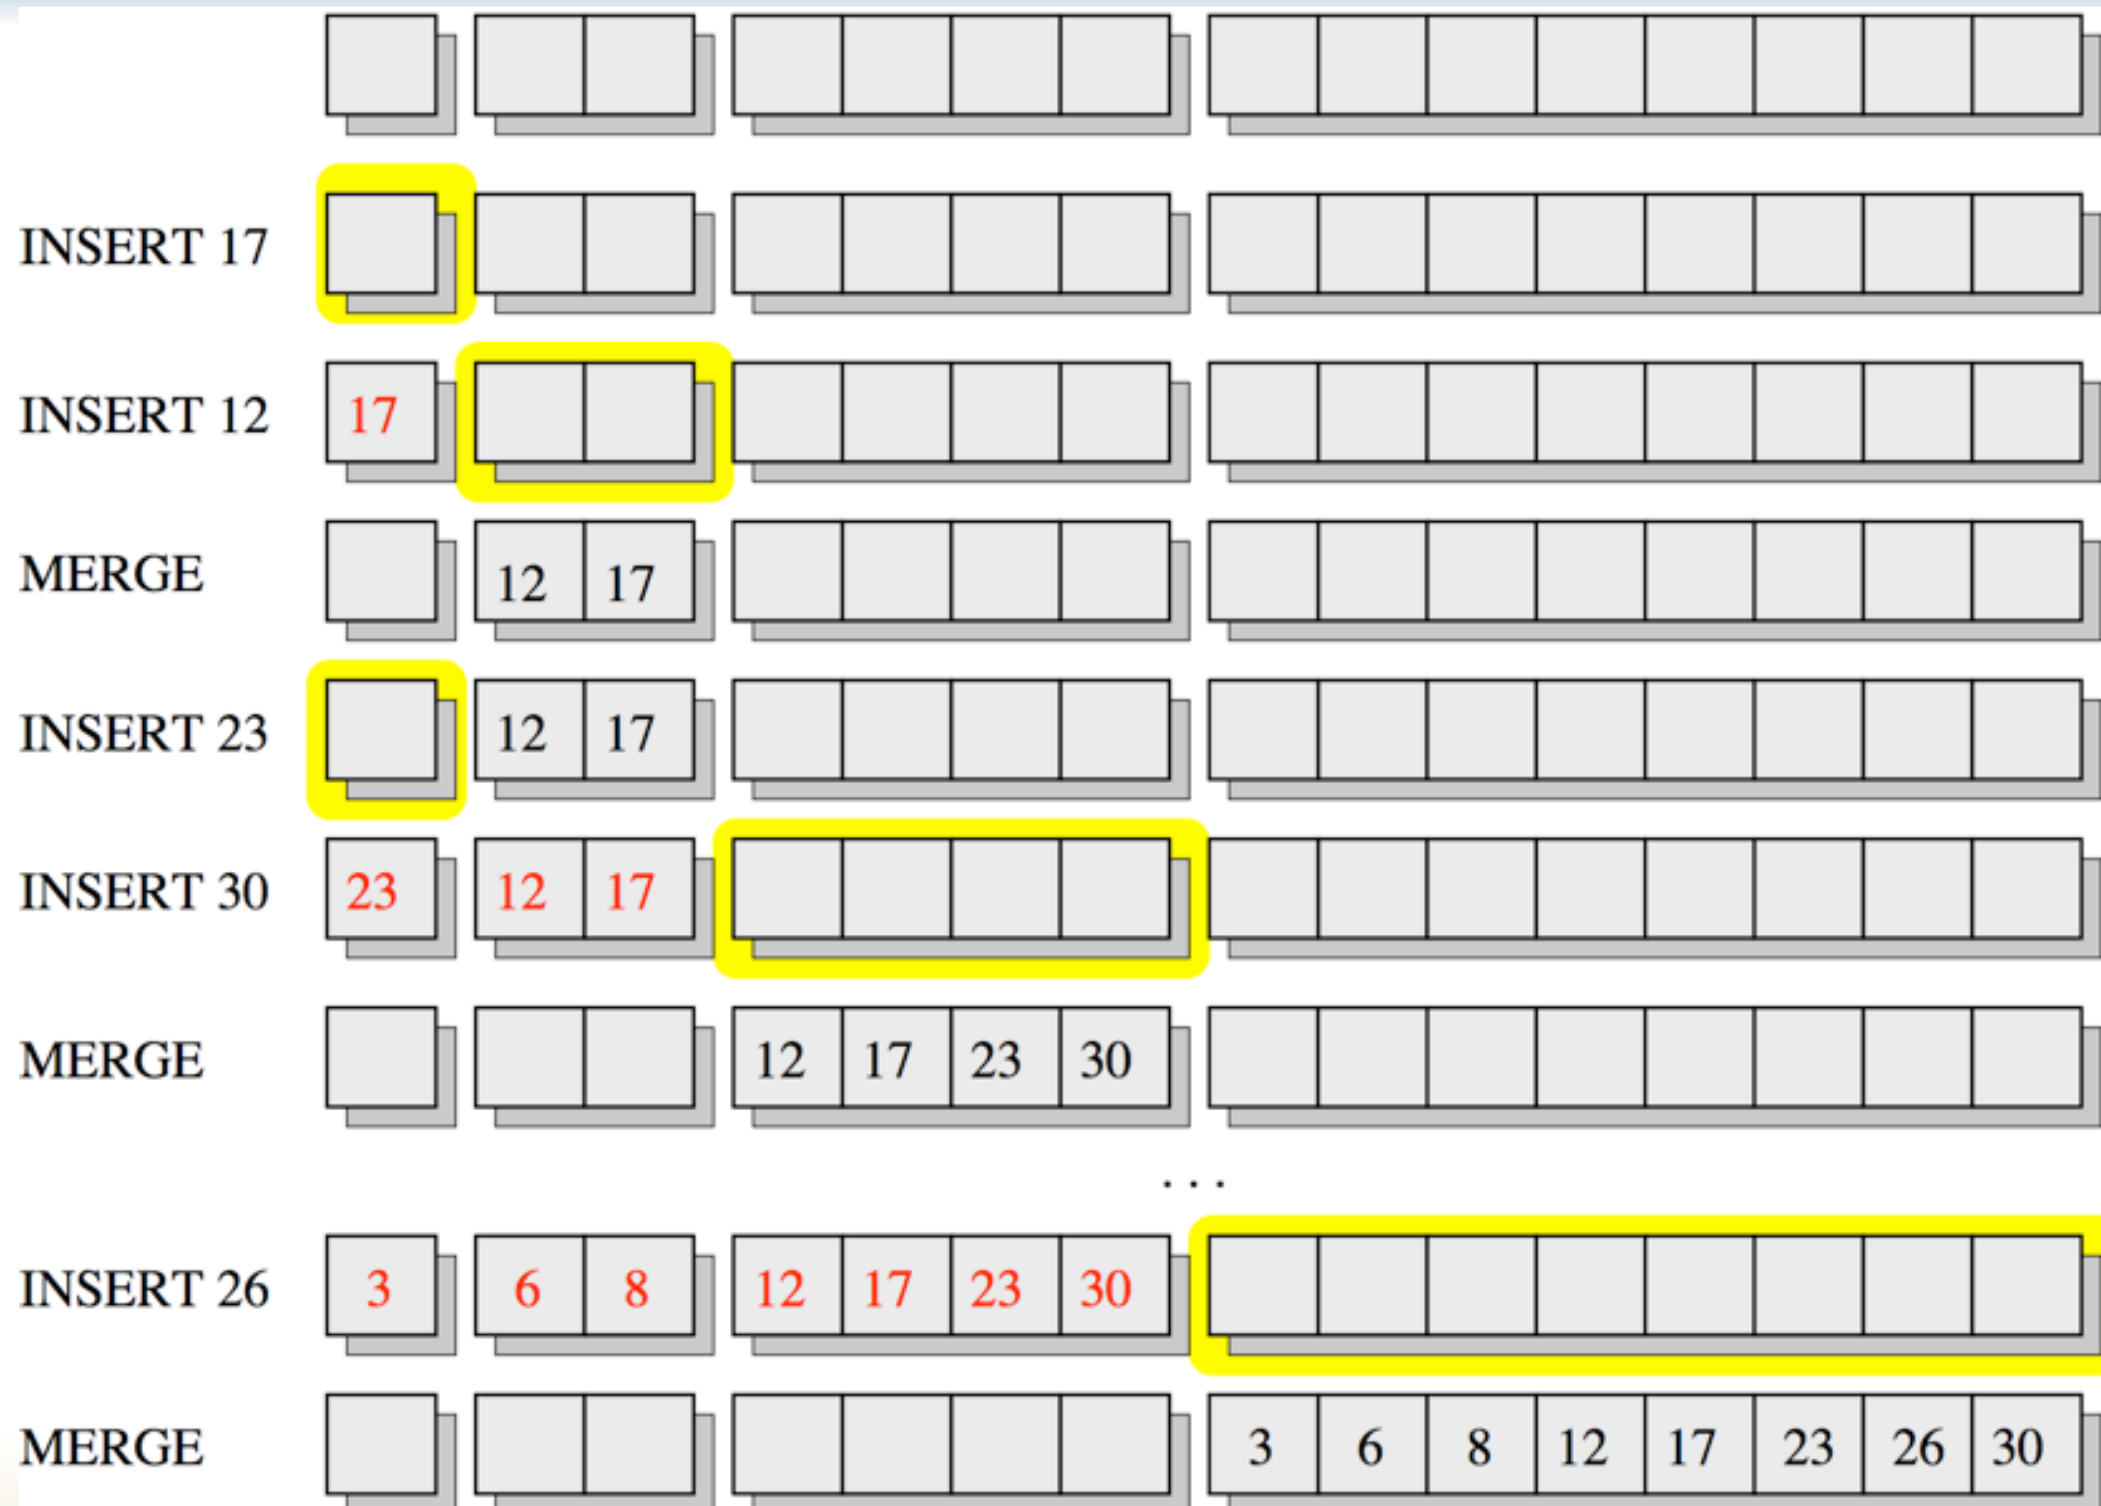 INSERT 17
INSERT 12 17
MERGE 12 17
INSERT 23 12 17
INSERT 30 23 12 17
MERGE 12 17 23 30
. . .
INSERT 26 3 6 8 12 17 23 30
MERGE 3 6 8 12 17 23 26 30